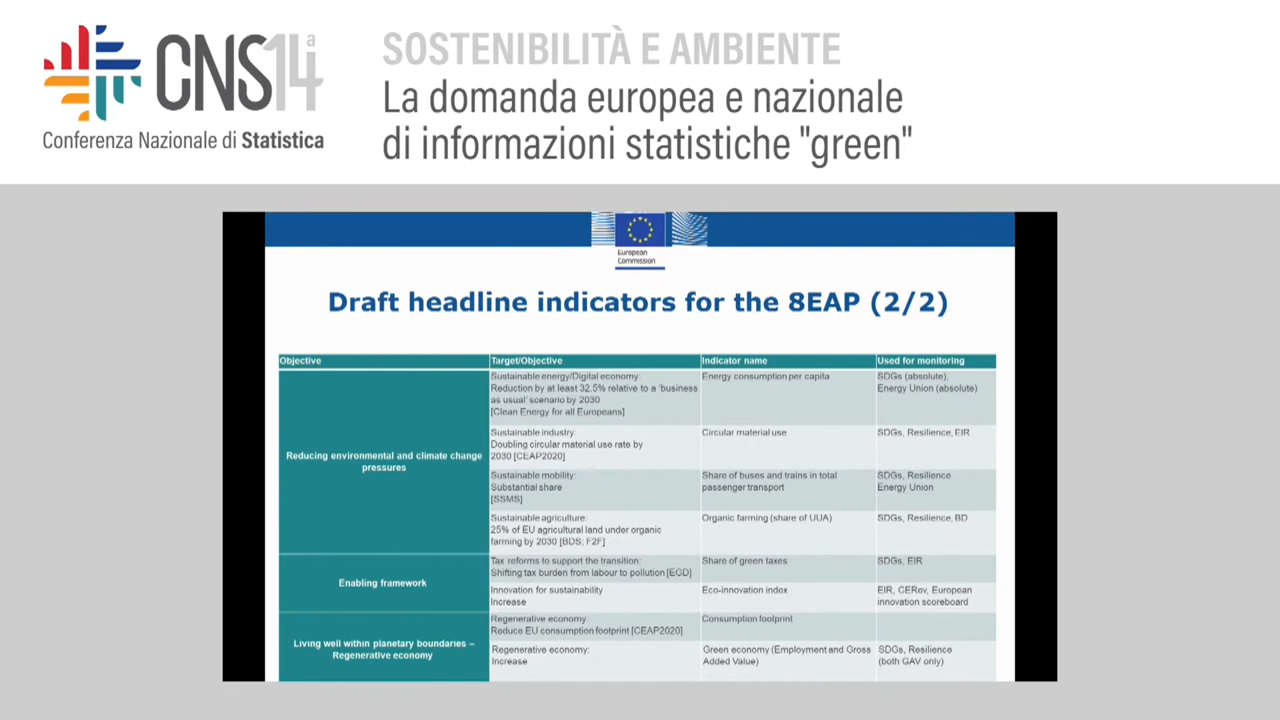 CNS14ª
Conferenza Nazionale di Statistica
SOSTENIBILITÀ E AMBIENTE
La domanda europea e nazionale
di informazioni statistiche "green"
European
Commission
Draft headline indicators for the 8EAP (2/2)
Objective
Target/Objective
Indicator name
Used for monitoring
Reducing environmental and climate change
pressures
Sustainable energy/Digital economy:
Reduction by at least 32.5% relative to a 'business
as usual' scenario by 2030
[Clean Energy for all Europeans]
Energy consumption per capita
SDGs (absolute),
Energy Union (absolute)
Sustainable industry:
Doubling circular material use rate by
2030 [CEAP2020]
Circular material use
SDGs, Resilience, EIR
Sustainable mobility:
Substantial share
[SSMS]
Share of buses and trains in total
passenger transport
SDGs, Resilience
Energy Union
Sustainable agriculture:
25% of EU agricultural land under organic
farming by 2030 [BDS; F2F]
Organic farming (share of UUA)
SDGs, Resilience, BD
Enabling framework
Tax reforms to support the transition:
Shifting tax burden from labour to pollution [EGD]
Share of green taxes
SDGs, EIR
Innovation for sustainability
Increase
Eco-innovation index
EIR, CERev, European
innovation scoreboard
Living well within planetary boundaries –
Regenerative economy
Regenerative economy:
Reduce EU consumption footprint [CEAP2020]
Consumption footprint
Regenerative economy:
Increase
Green economy (Employment and Gross
Added Value)
SDGs, Resilience
(both GAV only)